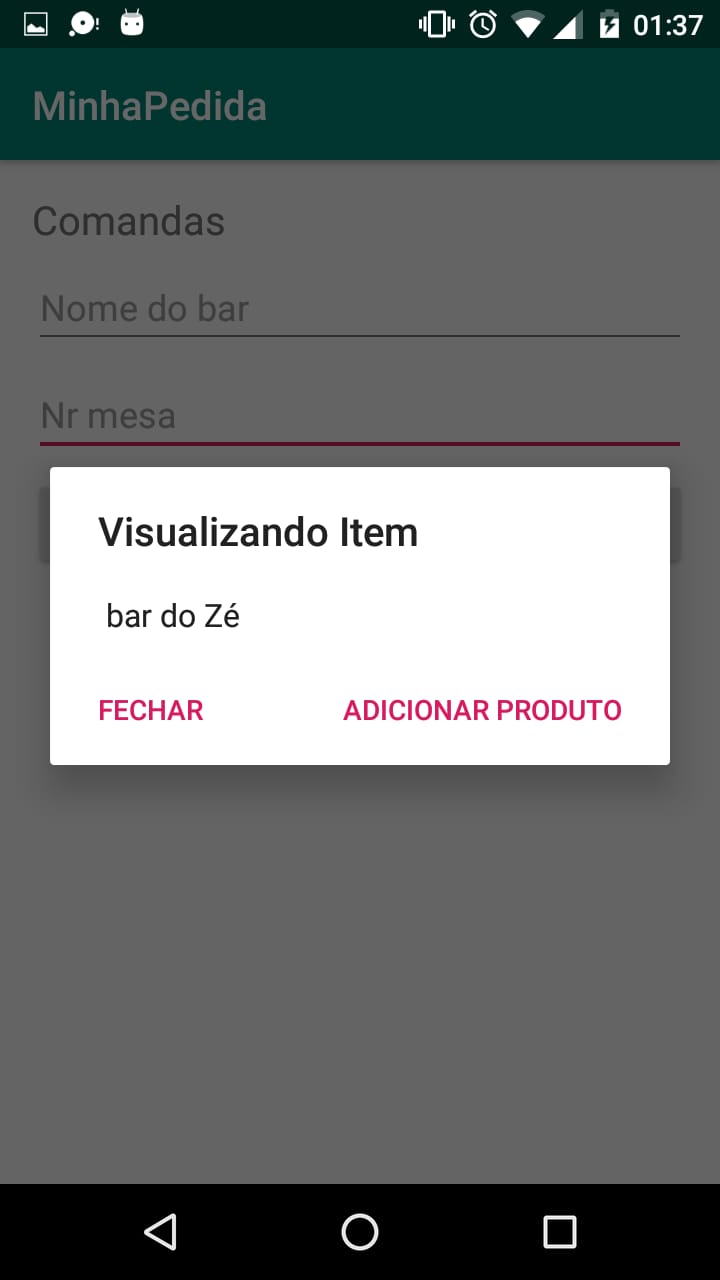 01:37
MinhaPedida
Comandas
Nome do bar
Nr mesa
Visualizando Item
bar do Zé
FECHAR ADICIONAR PRODUTO